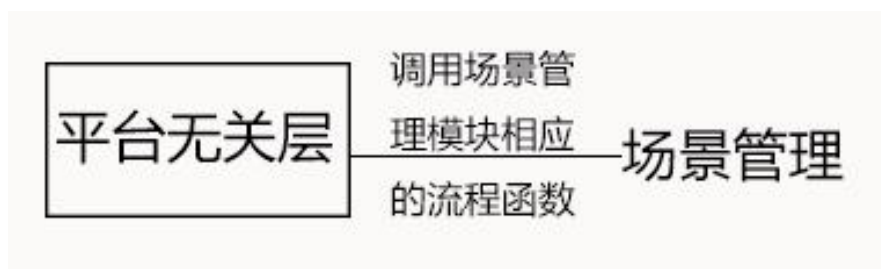 平台无关层
调用场景管
理模块相应
的流程函数
场景管理